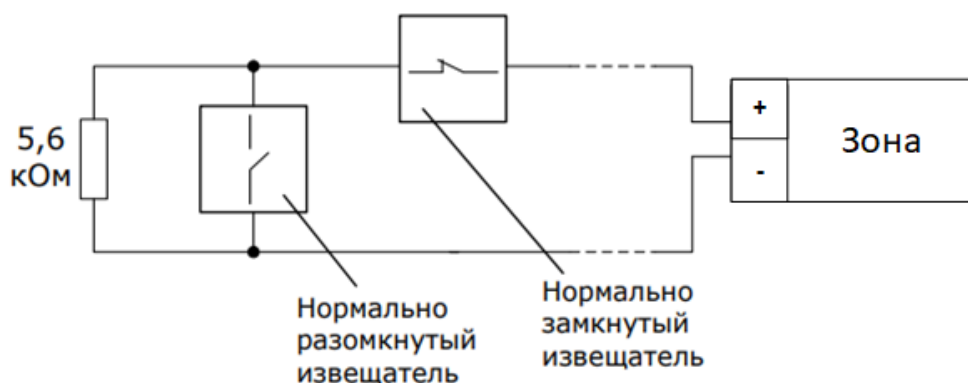 5,6
кОм
+
-
Зона
Нормально
разомкнутый
извещатель
Нормально
замкнутый
извещатель